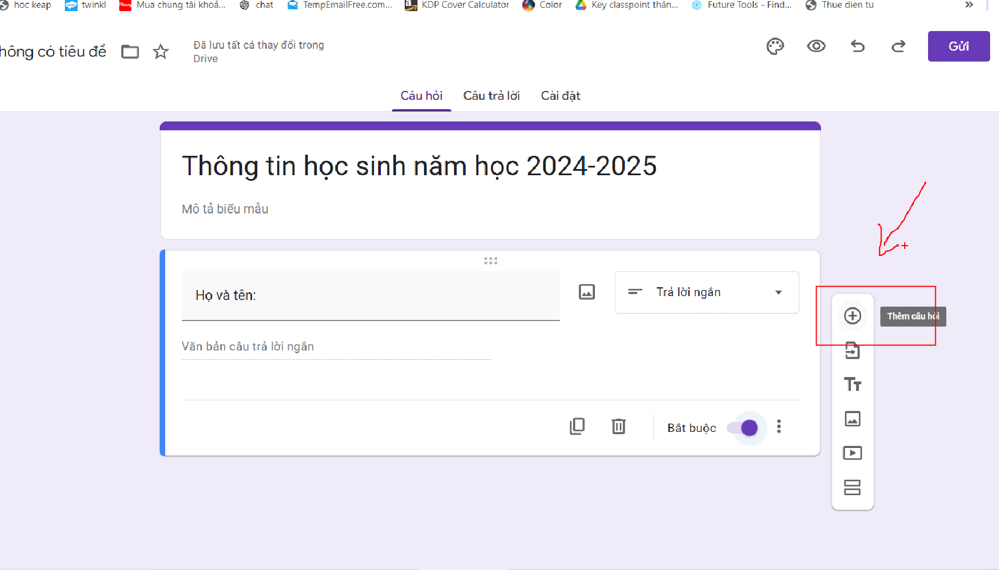 hoc keap
twinkl
Phong
Mua chung tài khoả...
chat
TempEmailFree.com...
KDP Cover Calculator
Color
Key classpoint thán...
Future Tools - Find...
Thue dien tu
hông có tiêu đề
Đã lưu tất cả thay đổi trong
Drive
Gửi
Câu hỏi
Câu trả lời
Cài đặt
Thông tin học sinh năm học 2024-2025
Mô tả biểu mẫu
Họ và tên:
Trả lời ngắn
Thêm câu hỏi
Văn bản câu trả lời ngắn
Bắt buộc